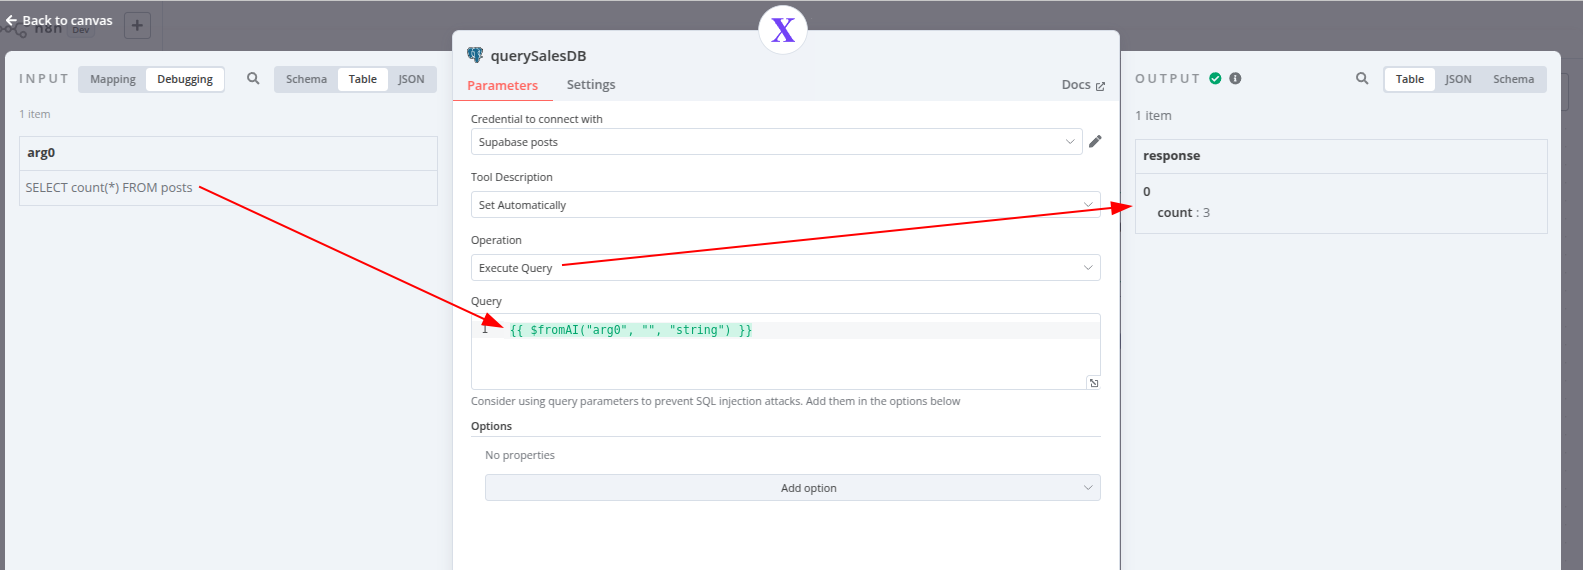 Back to canvas
n8n Dev
X
INPUT
Mapping Debugging
Schema Table JSON
1 item
arg0
SELECT count(*) FROM posts
querySalesDB
Parameters Settings Docs
Credential to connect with
Supabase posts
Tool Description
Set Automatically
Operation
Execute Query
Query
1 {{ $fromAI("arg0", "", "string") }}
Consider using query parameters to prevent SQL injection attacks. Add them in the options below
Options
No properties
Add option
OUTPUT
Table JSON Schema
1 item
response
0
count : 3